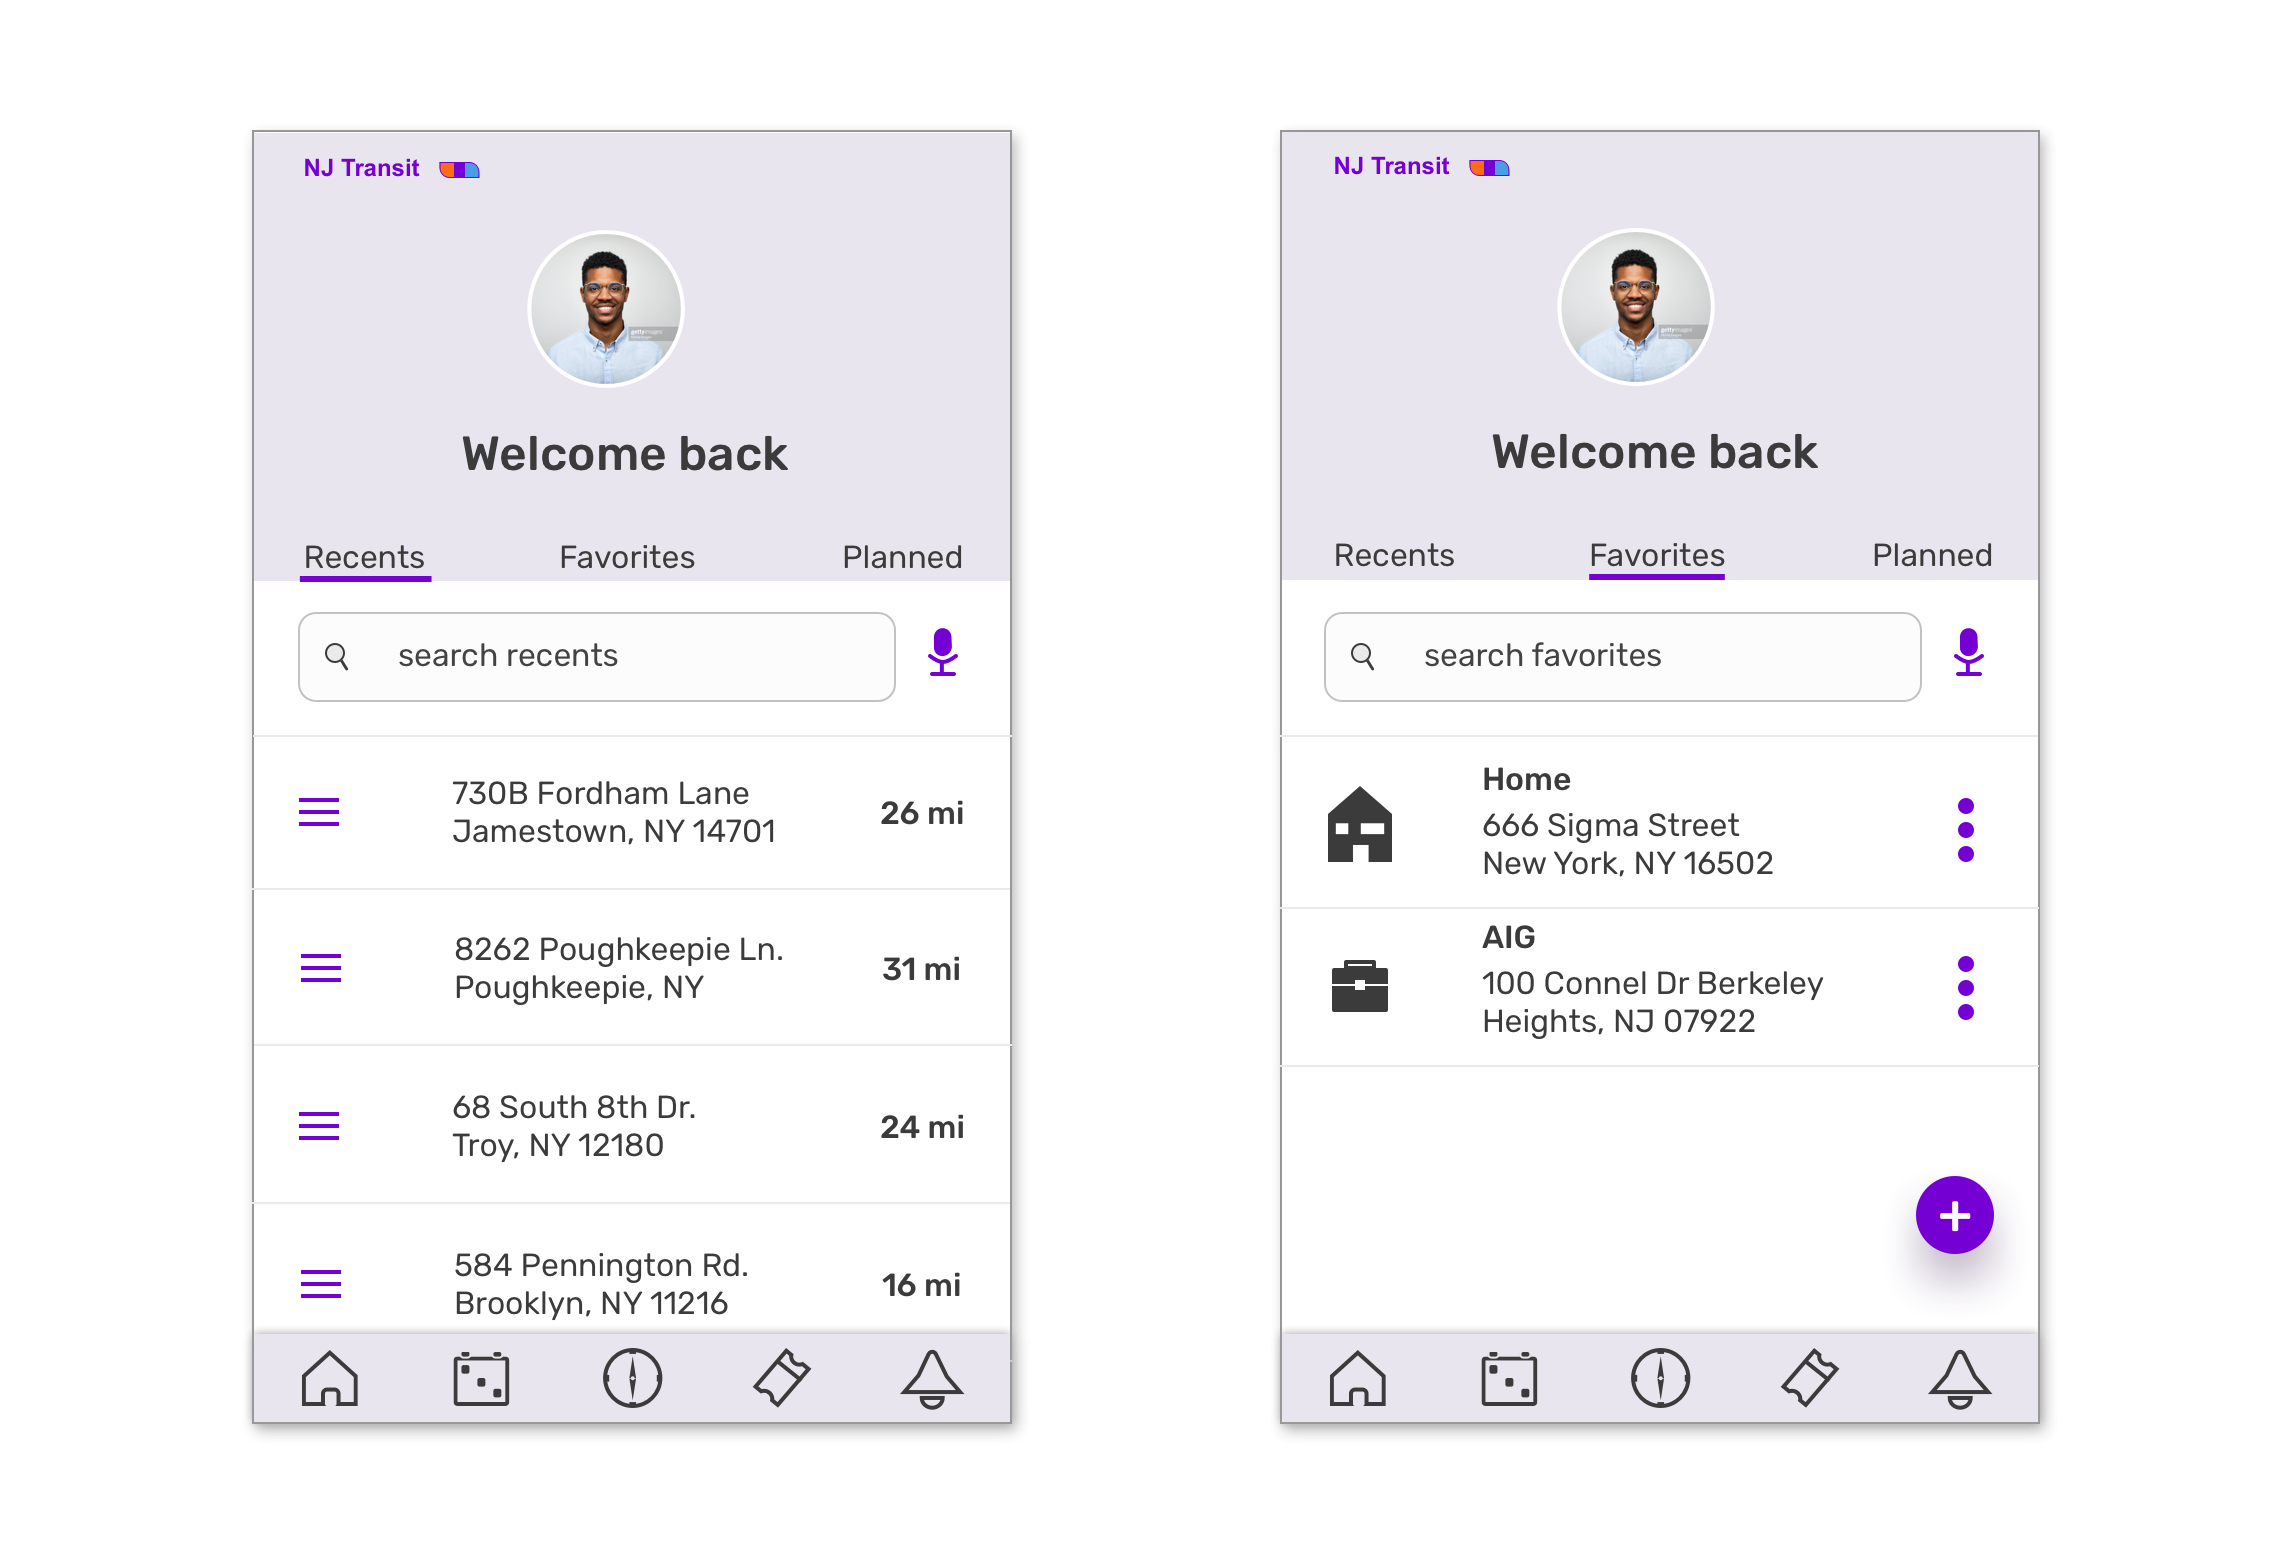 NJ Transit
gettyimages
Welcome back
Recents Favorites Planned
search recents
730B Fordham Lane
Jamestown, NY 14701
26 mi
8262 Poughkeepie Ln.
Poughkeepie, NY
31 mi
68 South 8th Dr.
Troy, NY 12180
24 mi
584 Pennington Rd.
Brooklyn, NY 11216
16 mi
NJ Transit
gettyimages
Welcome back
Recents Favorites Planned
search favorites
Home
666 Sigma Street
New York, NY 16502
AIG
100 Connel Dr Berkeley
Heights, NJ 07922